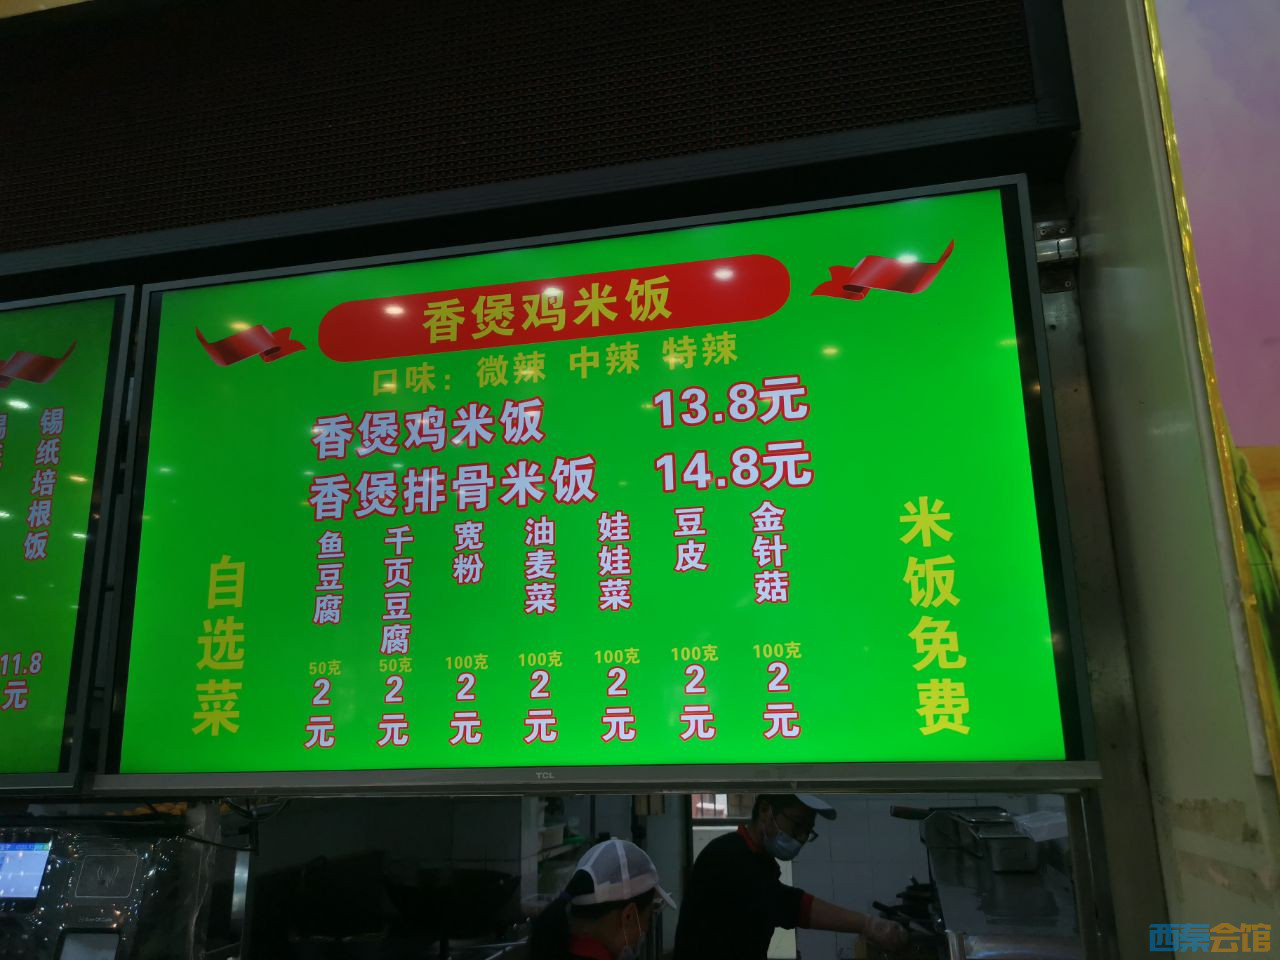 锡纸培根饭
11.8
元
香煲鸡米饭
口味：微辣 中辣 特辣
香煲鸡米饭 13.8元
香煲排骨米饭 14.8元
自选菜
鱼豆腐
50克
2
元
千页豆腐
50克
2
元
宽粉
100克
2
元
油麦菜
100克
2
元
娃娃菜
100克
2
元
豆皮
100克
2
元
金针菇
100克
2
元
米饭免费
TCL
西秦会馆